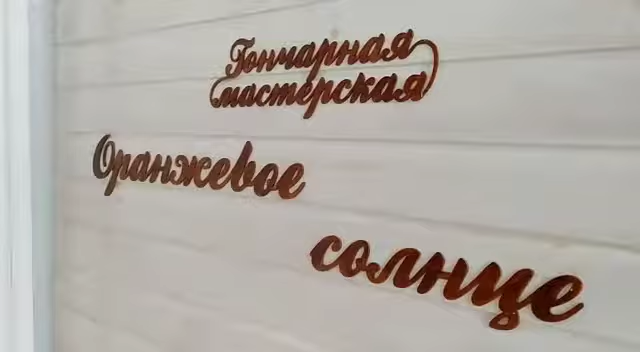 Гончарная
мастерская
Оранжевое
солнце